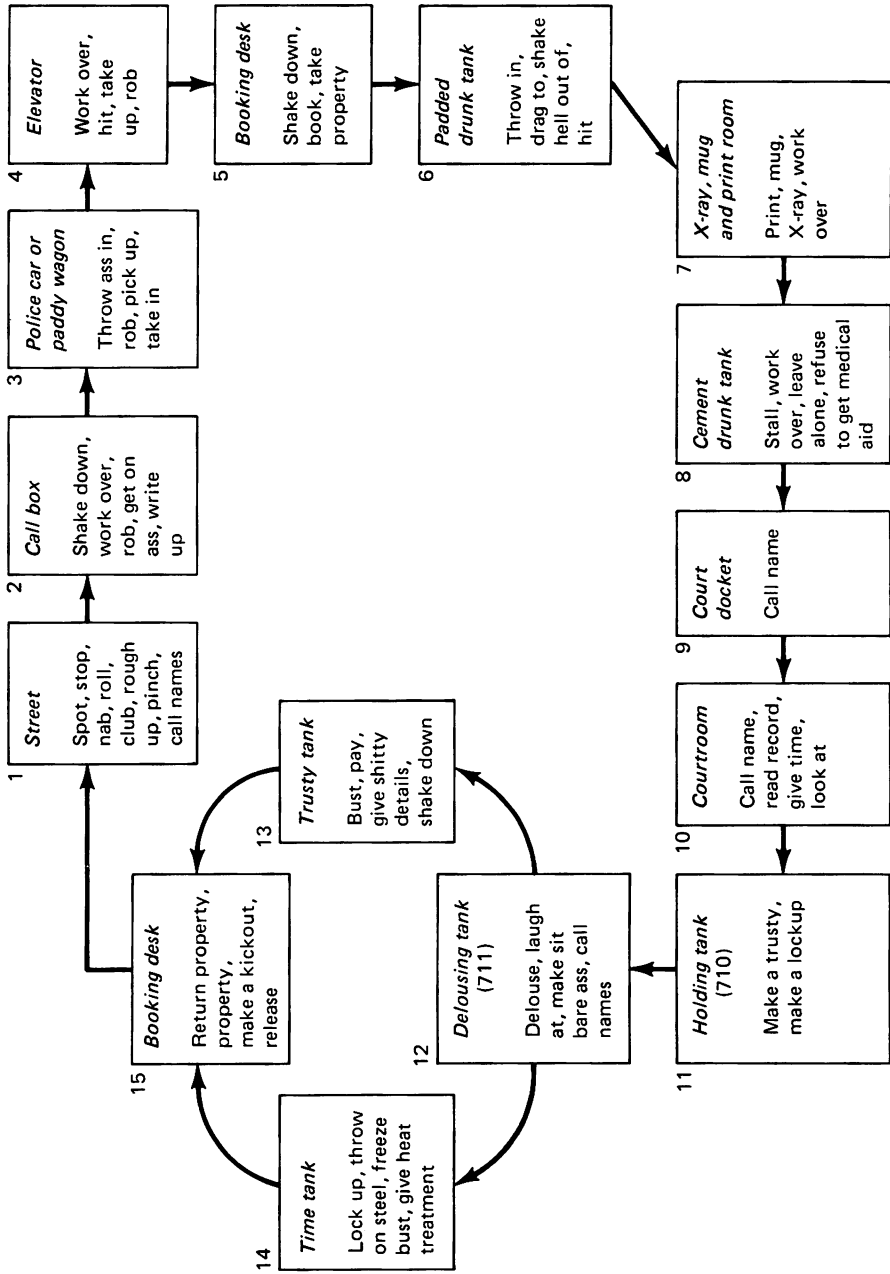 1
Street
Spot, stop,
nab, roll,
club, rough
up, pinch,
call names
2
Call box
Shake down,
work over,
rob, get on
ass, write
up
3
Police car or
paddy wagon
Throw ass in,
rob, pick up,
take in
4
Elevator
Work over,
hit, take
up, rob
5
Booking desk
Shake down,
book, take
property
6
Padded
drunk tank
Throw in,
drag to, shake
hell out of,
hit
7
X-ray, mug
and print room
Print, mug,
X-ray, work
over
8
Cement
drunk tank
Stall, work
over, leave
alone, refuse
to get medical
aid
9
Court
docket
Call name
10
Courtroom
Call name,
read record,
give time,
look at
11
Holding tank
(710)
Make a trusty,
make a lockup
12
Delousing tank
(711)
Delouse, laugh
at, make sit
bare ass, call
names
13
Trusty tank
Bust, pay,
give shitty
details,
shake down
14
Time tank
Lock up, throw
on steel, freeze
bust, give heat
treatment
15
Booking desk
Return property,
property,
make a kickout,
release